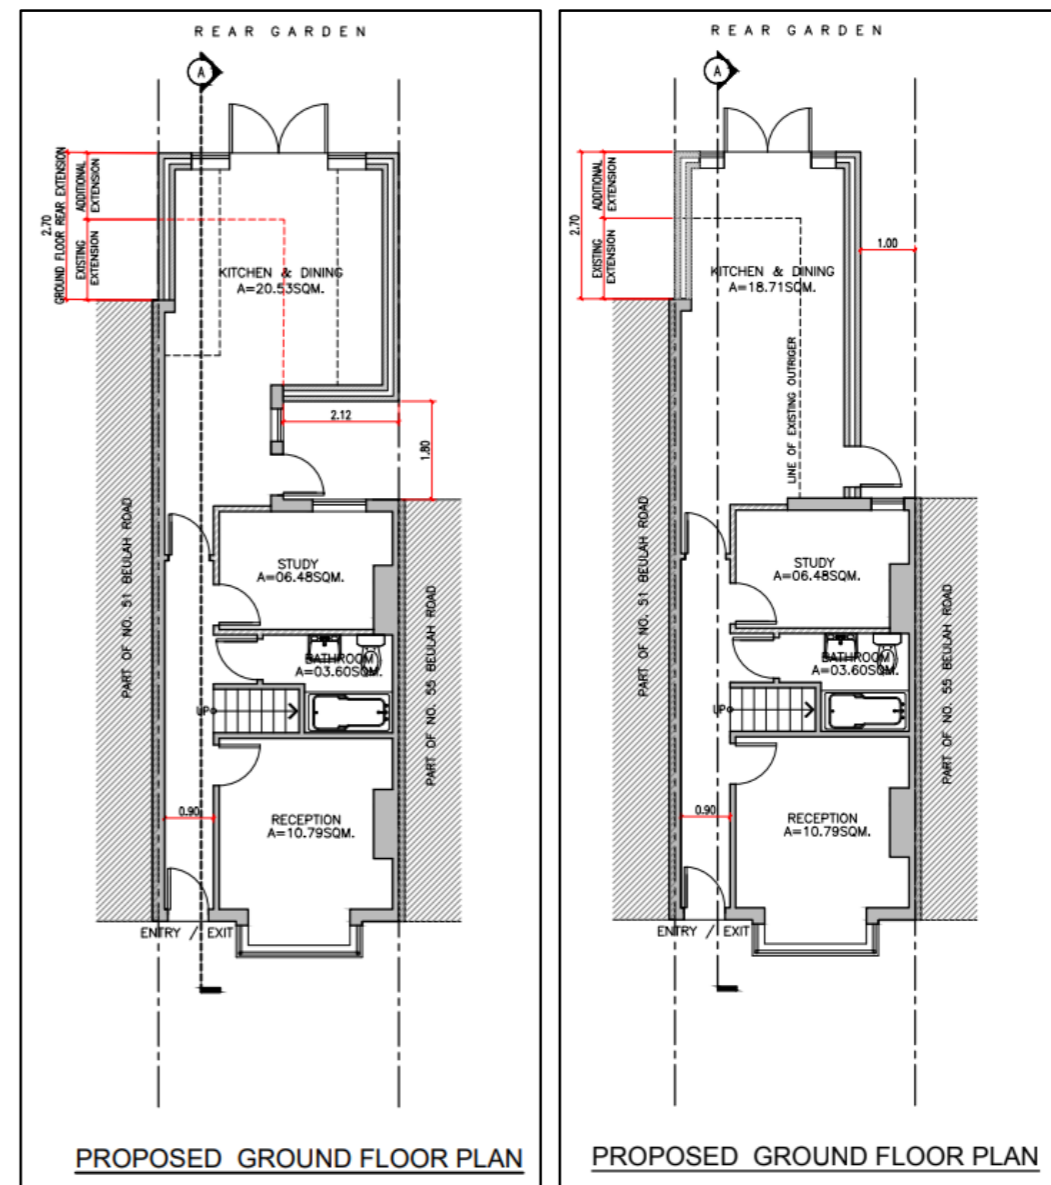 REAR GARDEN
A
GROUND FLOOR REAR EXTENSION
2.70
ADDITIONAL
EXTENSION
EXISTING
EXTENSION
KITCHEN & DINING
A=20.53SQM.
2.12
1.80
STUDY
A=06.48SQM.
BATHROOM
A=03.60SQM.
UP
PART OF NO. 51 BEULAH ROAD
PART OF NO. 55 BEULAH ROAD
0.90
RECEPTION
A=10.79SQM.
ENTRY / EXIT
PROPOSED GROUND FLOOR PLAN
REAR GARDEN
A
2.70
ADDITIONAL
EXTENSION
EXISTING
EXTENSION
1.00
KITCHEN & DINING
A=18.71SQM.
LINE OF EXISTING OUTRIGER
STUDY
A=06.48SQM.
BATHROOM
A=03.60SQM.
UP
PART OF NO. 51 BEULAH ROAD
PART OF NO. 55 BEULAH ROAD
0.90
RECEPTION
A=10.79SQM.
ENTRY / EXIT
PROPOSED GROUND FLOOR PLAN